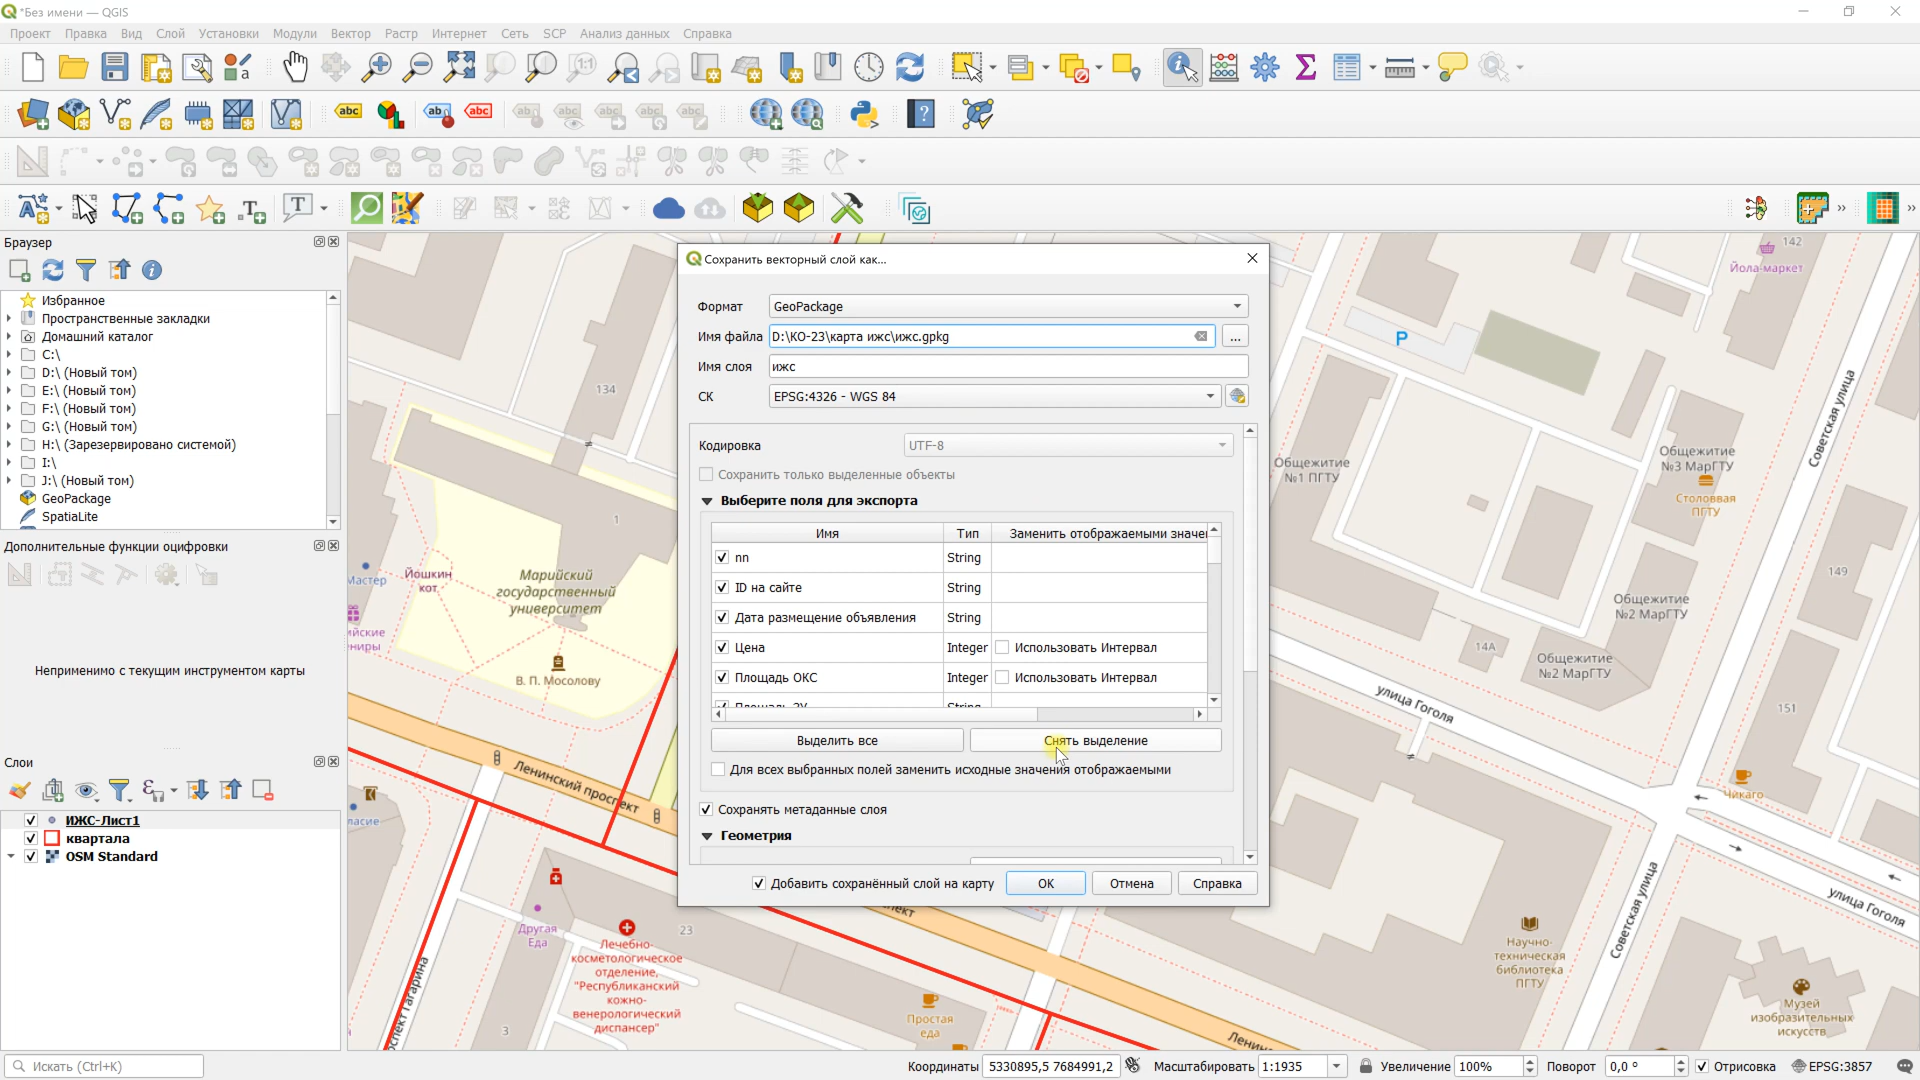 *Без имени — QGIS
Проект Правка Вид Слой Установки Модули Вектор Растр Интернет Сеть SCP Анализ данных Справка
Браузер
Избранное
Пространственные закладки
Домашний каталог
C:\
D:\ (Новый том)
E:\ (Новый том)
F:\ (Новый том)
G:\ (Новый том)
H:\ (Зарезервировано системой)
I:\
J:\ (Новый том)
GeoPackage
SpatiaLite
Дополнительные функции оцифровки
Неприменимо с текущим инструментом карты
Слои
ИЖС-Лист1
квартала
OSM Standard
Сохранить векторный слой как...
Формат GeoPackage
Имя файла D:\КО-23\карта ижс\ижс.gpkg
...
Имя слоя ижс
СК EPSG:4326 - WGS 84
Кодировка UTF-8
Сохранить только выделенные объекты
Выберите поля для экспорта
Имя Тип Заменить отображаемыми значе
nn String
ID на сайте String
Дата размещение объявления String
Цена Integer Использовать Интервал
Площадь ОКС Integer Использовать Интервал
Площадь ЗУ String
Выделить все Снять выделение
Для всех выбранных полей заменить исходные значения отображаемыми
Сохранять метаданные слоя
Геометрия
Добавить сохранённый слой на карту OK Отмена Справка
134
1
Мастер
Йошкин
кот
Марийский
государственный
университет
В. П. Мосолову
Ленинский проспект
Другая
Еда
Лечебно-
косметологическое
отделение,
"Республиканский
кожно-
венерологический
диспансер"
23
3
Простая
еда
142
Йола-маркет
P
Советская улица
Общежитие
№1 ПГТУ
Общежитие
№3 МарГТУ
Столоввая
ПГТУ
149
Общежитие
№2 МарГТУ
14А
Общежитие
№2 МарГТУ
151
улица Гоголя
Чикаго
Советская улица
улица Гоголя
Научно-
техническая
библиотека
ПГТУ
Музей
изобразительных
искусств
Искать (Ctrl+K)
Координаты 5330895,5 7684991,2 Масштабировать 1:1935 Увеличение 100% Поворот 0,0 ° Отрисовка EPSG:3857